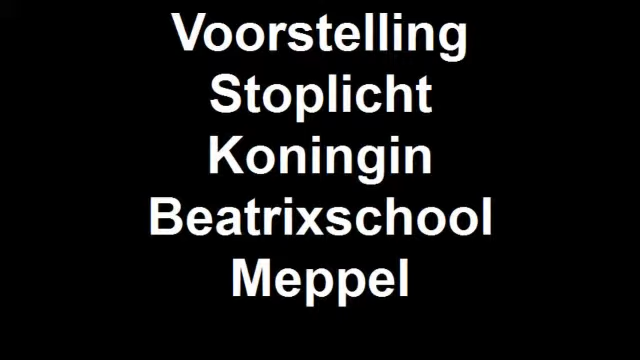 Voorstelling
Stoplicht
Koningin
Beatrixschool
Meppel